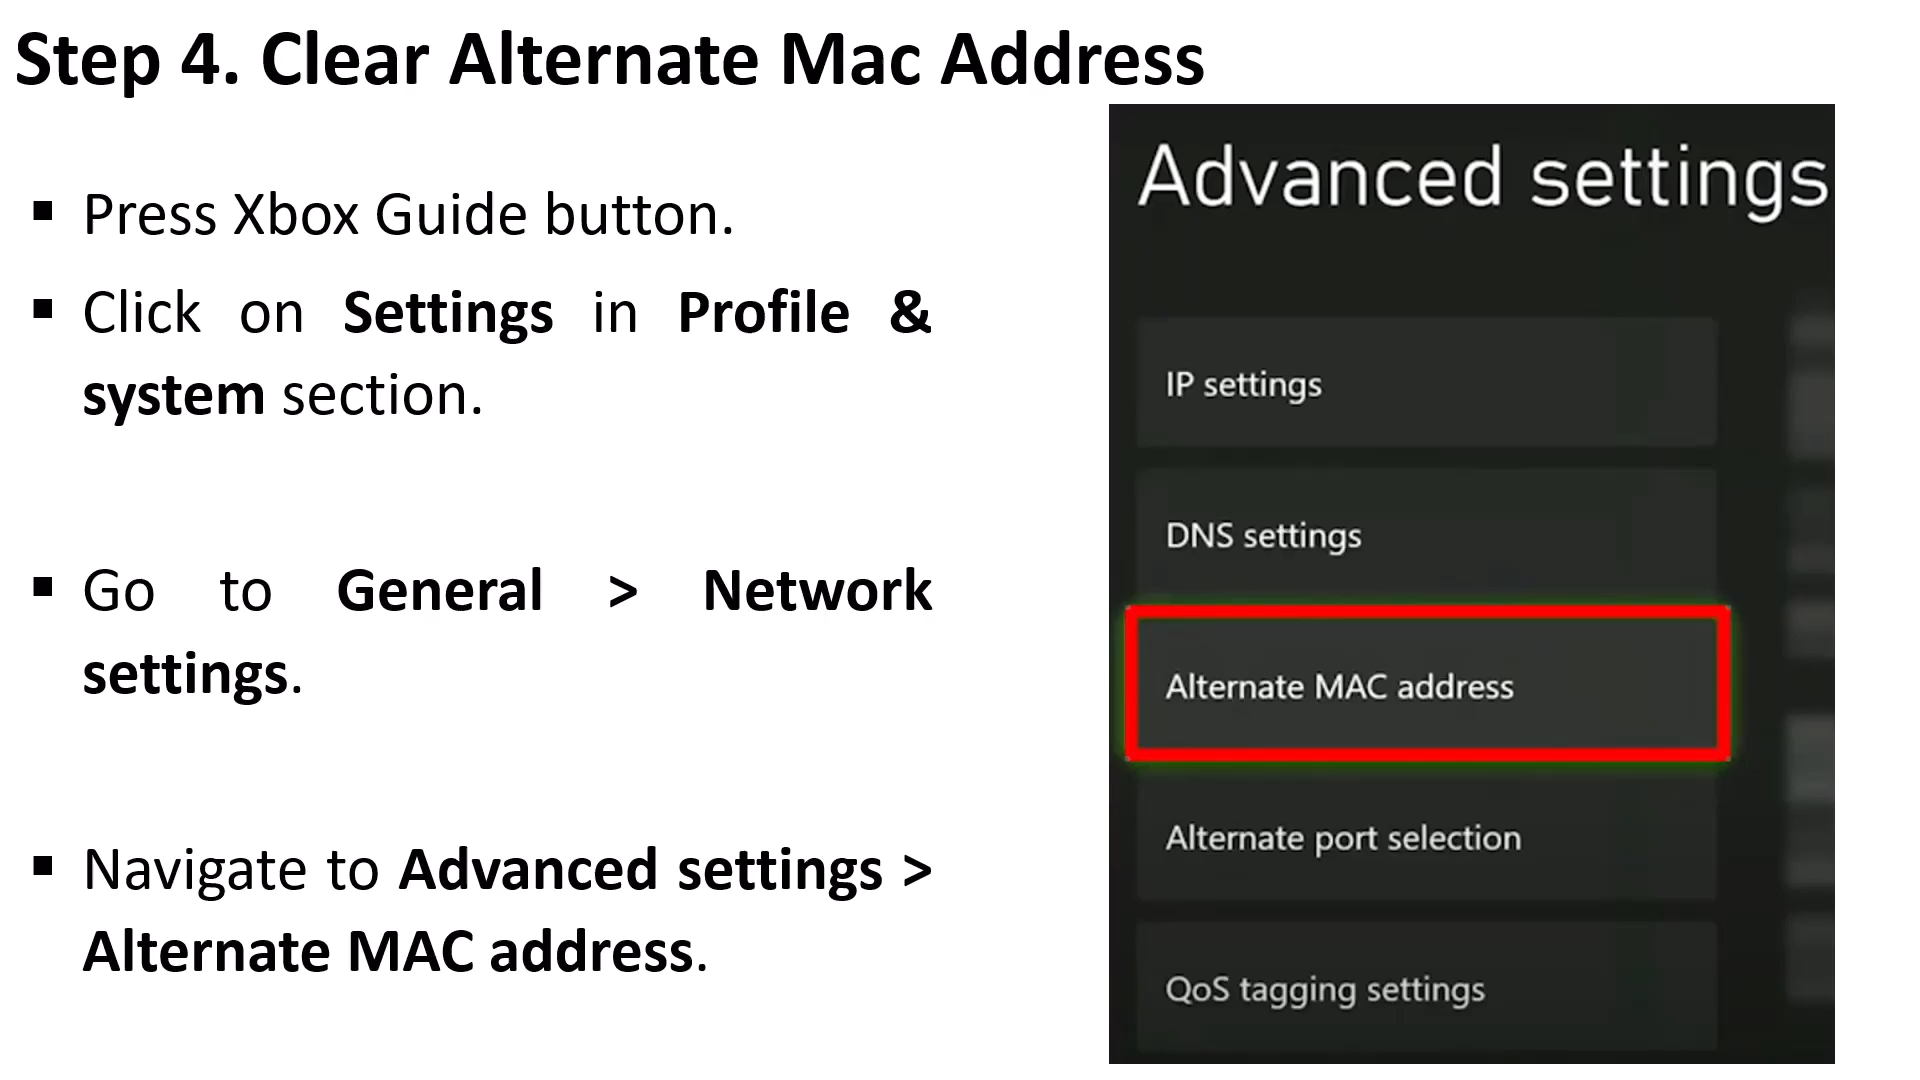 Step 4. Clear Alternate Mac Address
▪ Press Xbox Guide button.
▪ Click on Settings in Profile &
system section.
▪ Go to General > Network
settings.
▪ Navigate to Advanced settings >
Alternate MAC address.
Advanced settings
IP settings
DNS settings
Alternate MAC address
Alternate port selection
QoS tagging settings